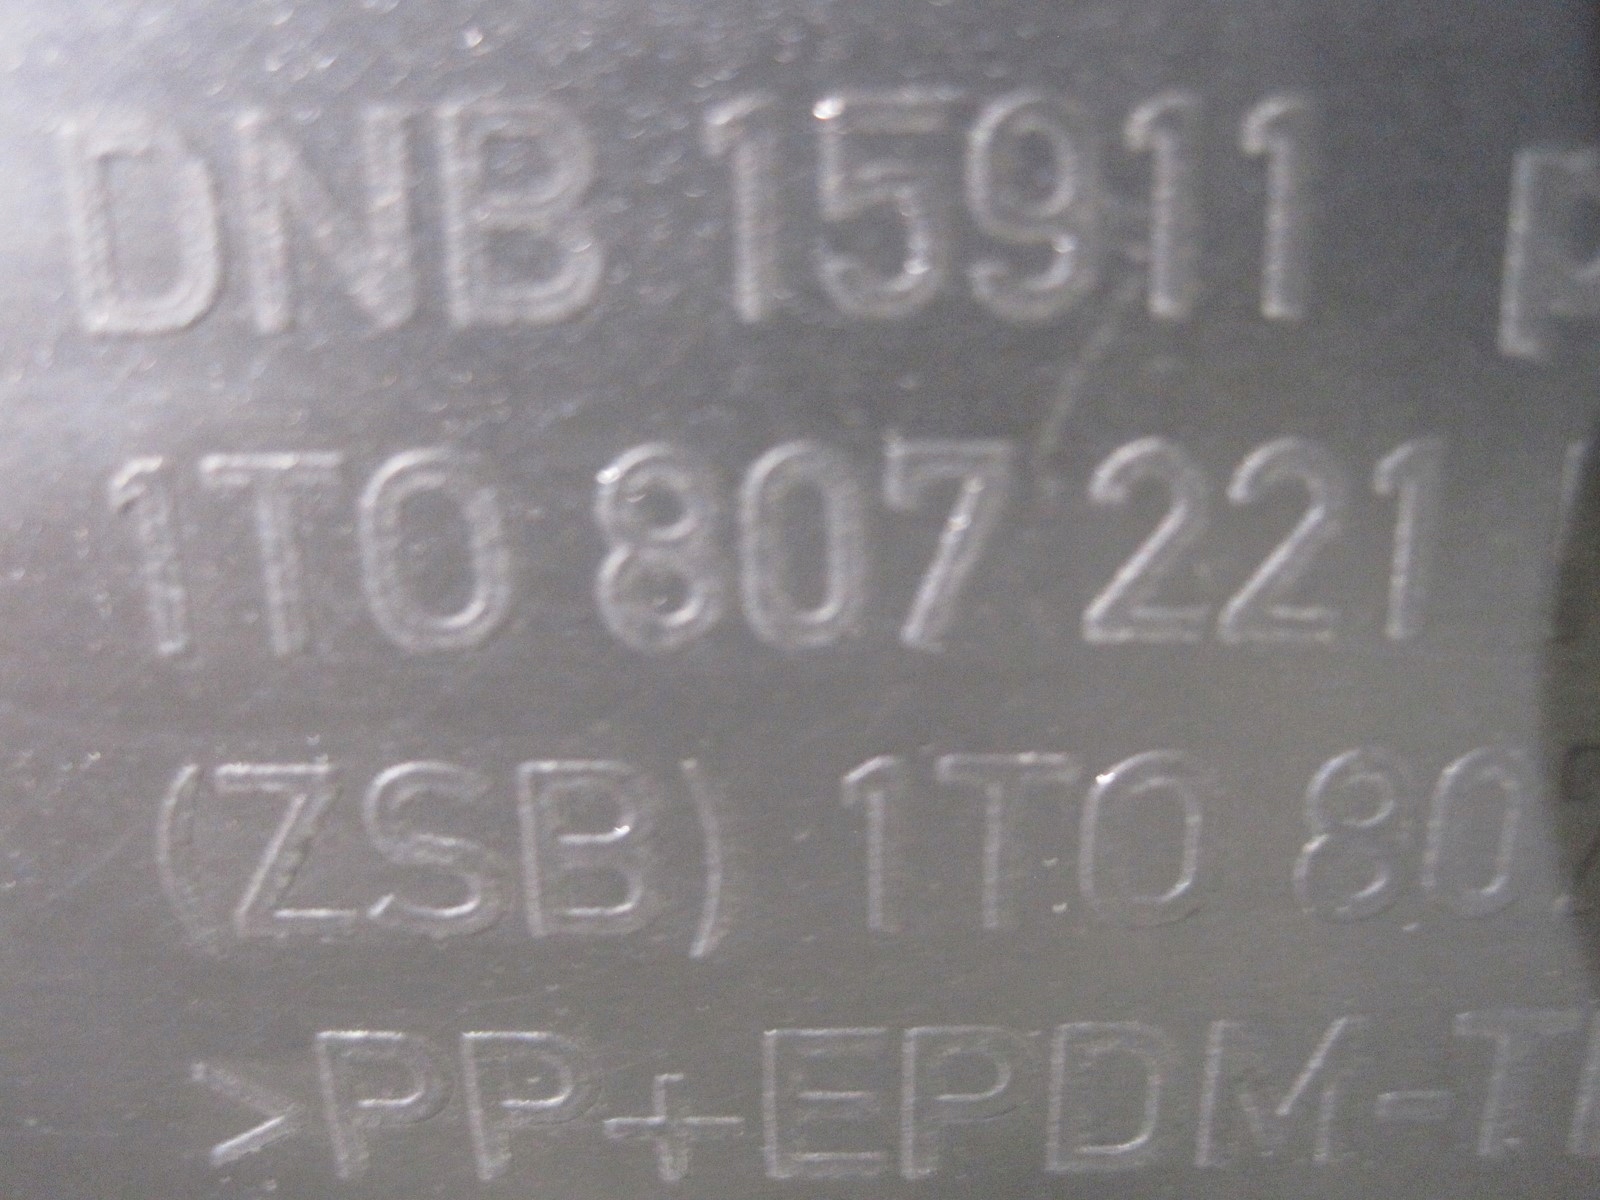 DNB 15911
1T0 807 221
(ZSB) 1T0 80
>PP+EPDM-T